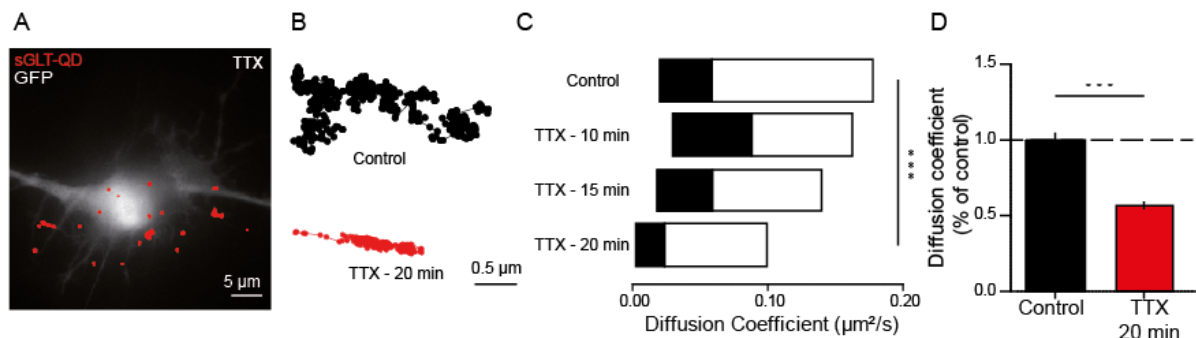 A
sGLT-QD
GFP
TTX
5 µm
B
Control
TTX - 20 min
0.5 µm
C
Control
TTX - 10 min
TTX - 15 min
TTX - 20 min
***
0.00 0.10 0.20
Diffusion Coefficient (µm²/s)
D
Diffusion coefficient
(% of control)
1.5
1.0
0.5
0.0
---
Control TTX
20 min